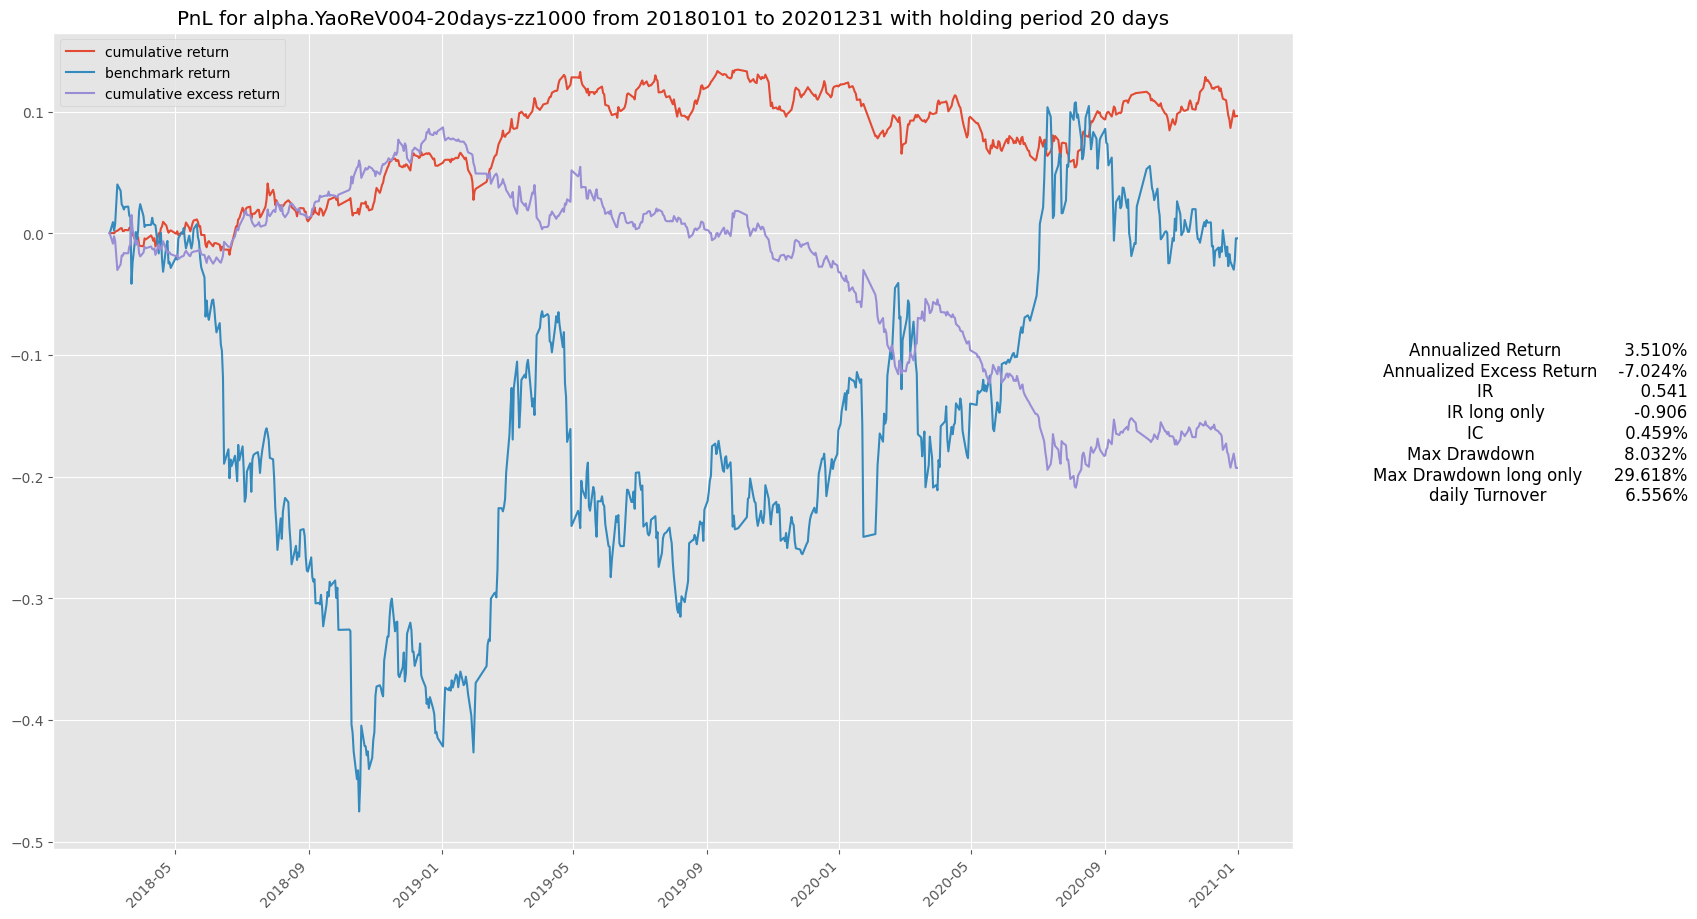 PnL for alpha.YaoReV004-20days-zz1000 from 20180101 to 20201231 with holding period 20 days
cumulative return
benchmark return
cumulative excess return
0.1
0.0
−0.1
−0.2
−0.3
−0.4
−0.5
2018-05
2018-09
2019-01
2019-05
2019-09
2020-01
2020-05
2020-09
2021-01
Annualized Return 3.510%
Annualized Excess Return -7.024%
IR 0.541
IR long only -0.906
IC 0.459%
Max Drawdown 8.032%
Max Drawdown long only 29.618%
daily Turnover 6.556%